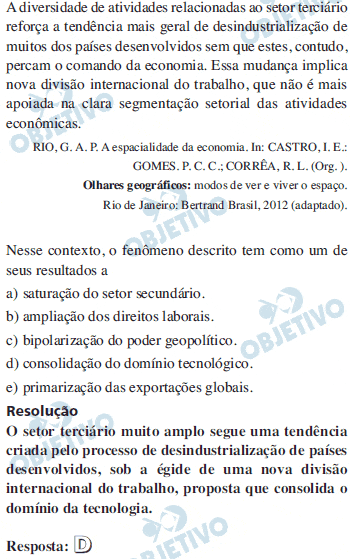 A diversidade de atividades relacionadas ao setor terciário
reforça a tendência mais geral de desindustrialização de
muitos dos países desenvolvidos sem que estes, contudo,
percam o comando da economia. Essa mudança implica
nova divisão internacional do trabalho, que não é mais
apoiada na clara segmentação setorial das atividades
econômicas.
RIO, G. A. P. A espacialidade da economia. In: CASTRO, I. E.:
GOMES. P. C. C.; CORRÊA, R. L. (Org. ).
Olhares geográficos: modos de ver e viver o espaço.
Rio de Janeiro: Bertrand Brasil, 2012 (adaptado).
Nesse contexto, o fenômeno descrito tem como um de
seus resultados a
a) saturação do setor secundário.
b) ampliação dos direitos laborais.
c) bipolarização do poder geopolítico.
d) consolidação do domínio tecnológico.
e) primarização das exportações globais.
Resolução
O setor terciário muito amplo segue uma tendência
criada pelo processo de desindustrialização de países
desenvolvidos, sob a égide de uma nova divisão
internacional do trabalho, proposta que consolida o
domínio da tecnologia.
Resposta: D
OBJETIVO
OBJETIVO
OBJETIVO
OBJETIVO
OBJETIVO